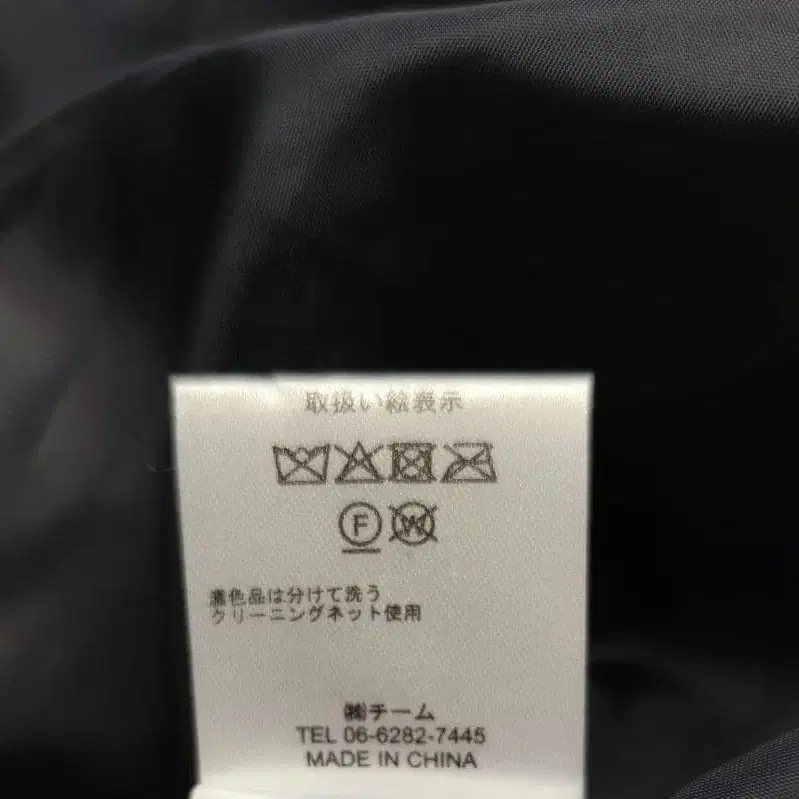 取扱い絵表示
F W
濃色品は分けて洗う
クリーニングネット使用
㈱チーム
TEL 06-6282-7445
MADE IN CHINA